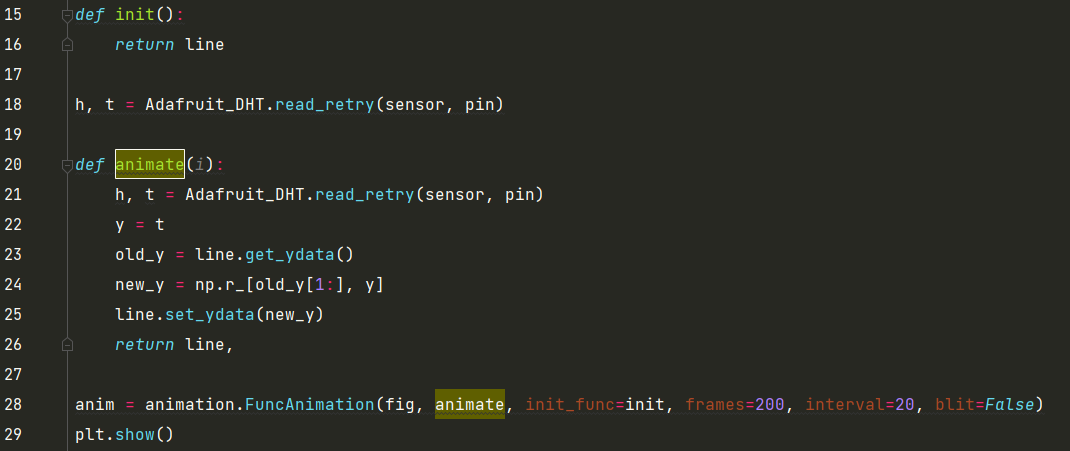 15 def init():
16     return line
17
18 h, t = Adafruit_DHT.read_retry(sensor, pin)
19
20 def animate(i):
21     h, t = Adafruit_DHT.read_retry(sensor, pin)
22     y = t
23     old_y = line.get_ydata()
24     new_y = np.r_[old_y[1:], y]
25     line.set_ydata(new_y)
26     return line,
27
28 anim = animation.FuncAnimation(fig, animate, init_func=init, frames=200, interval=20, blit=False)
29 plt.show()